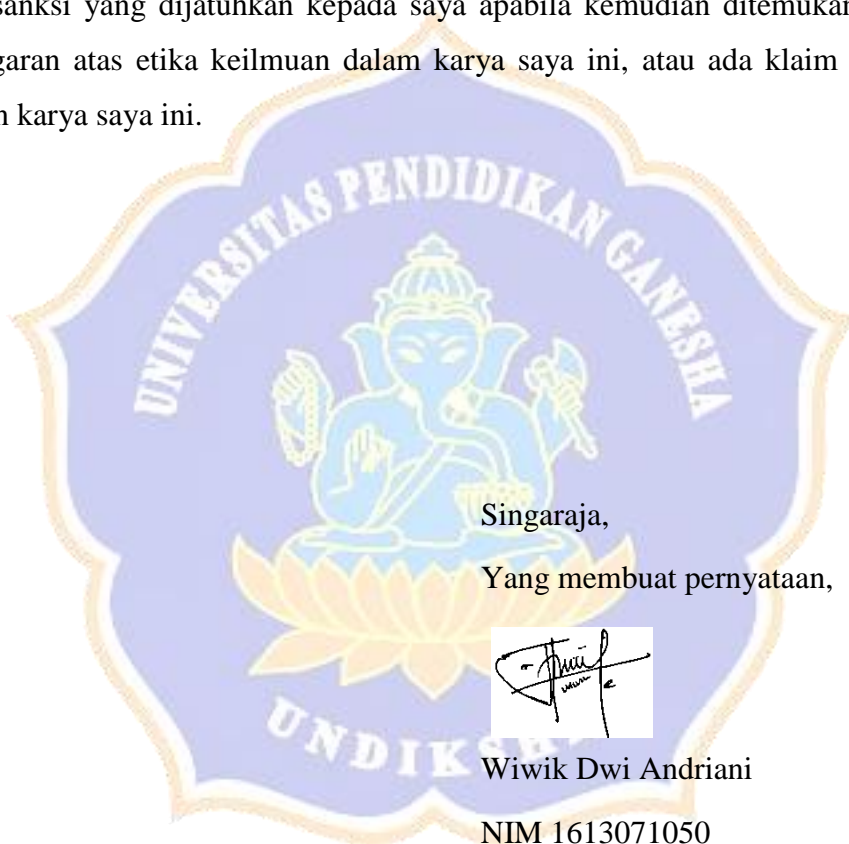 sanksi yang dijatuhkan kepada saya apabila kemudian ditemukan
garan atas etika keilmuan dalam karya saya ini, atau ada klaim
karya saya ini.
UNIVERSITAS PENDIDIKAN GANESHA
Singaraja,
Yang membuat pernyataan,
UNDIKSHA
Wiwik Dwi Andriani
NIM 1613071050